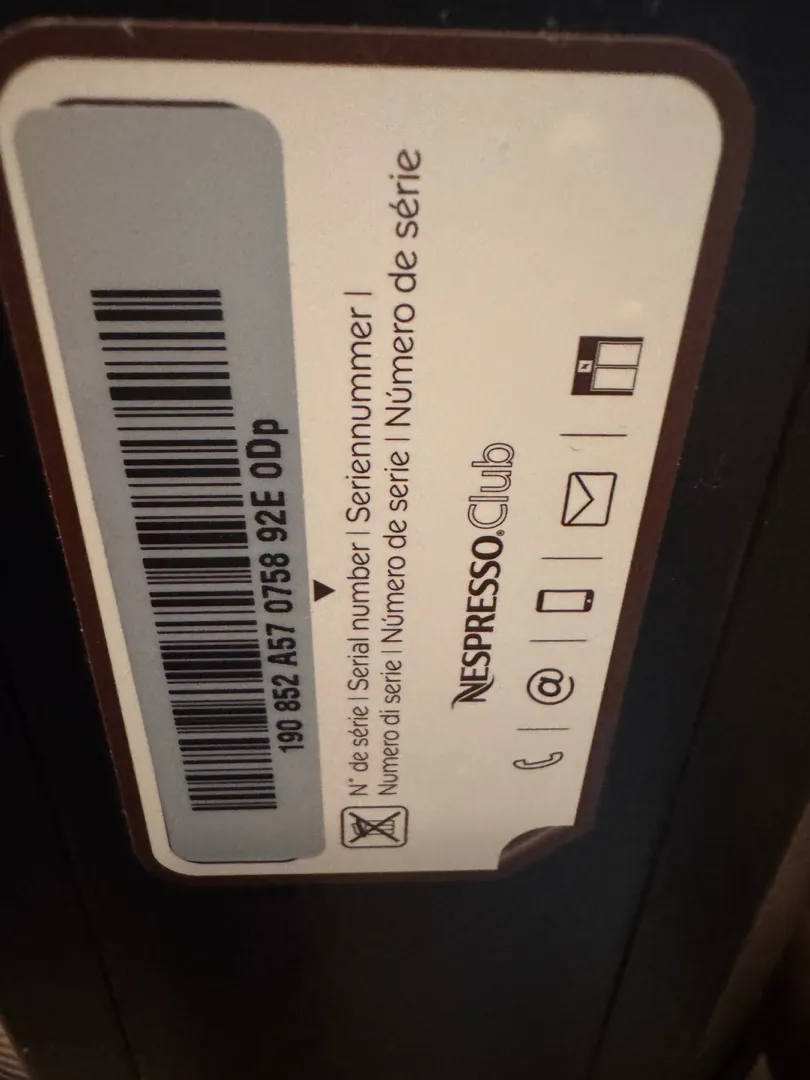 190 852 A57 0758 92E 0Dp
N° de série | Serial number | Seriennummer |
Numero di serie | Número de serie | Número de série
NESPRESSO.Club
@